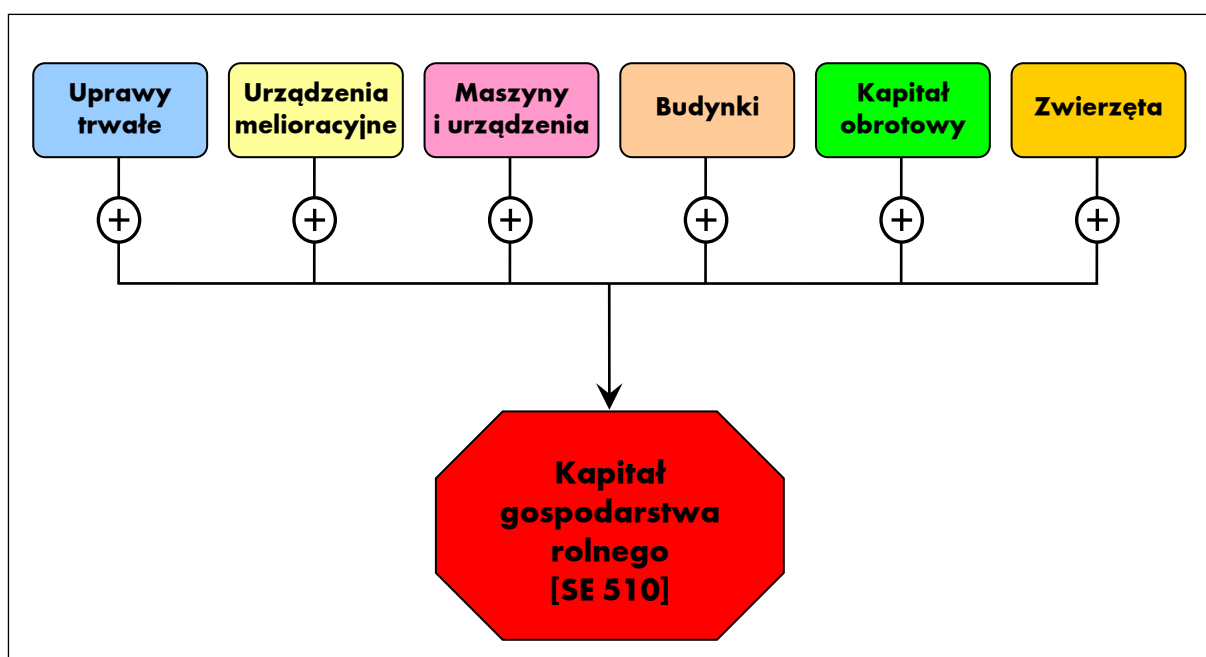 Uprawy
trwałe
Urządzenia
melioracyjne
Maszyny
i urządzenia
Budynki
Kapitał
obrotowy
Zwierzęta
+ + + + + +
Kapitał
gospodarstwa
rolnego
[SE 510]